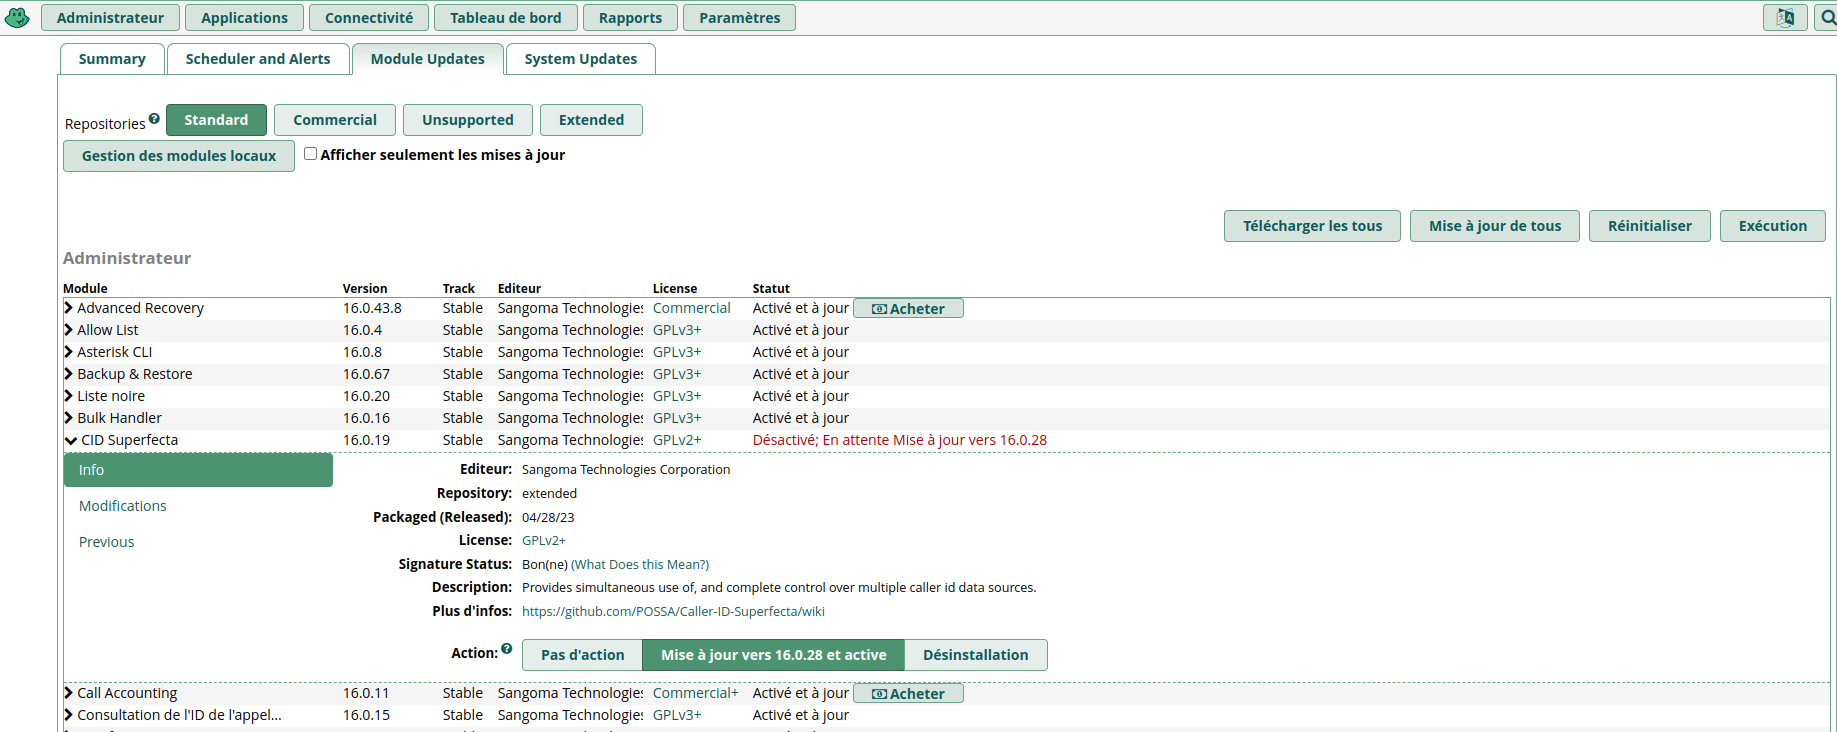 Administrateur Applications Connectivité Tableau de bord Rapports Paramètres
Summary Scheduler and Alerts Module Updates System Updates
Repositories Standard Commercial Unsupported Extended
Gestion des modules locaux Afficher seulement les mises à jour
Télécharger les tous Mise à jour de tous Réinitialiser Exécution
Administrateur
Module Version Track Editeur License Statut
Advanced Recovery 16.0.43.8 Stable Sangoma Technologies Commercial Activé et à jour Acheter
Allow List 16.0.4 Stable Sangoma Technologies GPLv3+ Activé et à jour
Asterisk CLI 16.0.8 Stable Sangoma Technologies GPLv3+ Activé et à jour
Backup & Restore 16.0.67 Stable Sangoma Technologies GPLv3+ Activé et à jour
Liste noire 16.0.20 Stable Sangoma Technologies GPLv3+ Activé et à jour
Bulk Handler 16.0.16 Stable Sangoma Technologies GPLv3+ Activé et à jour
CID Superfecta 16.0.19 Stable Sangoma Technologies GPLv2+ Désactivé; En attente Mise à jour vers 16.0.28
Info
Modifications
Previous
Editeur: Sangoma Technologies Corporation
Repository: extended
Packaged (Released): 04/28/23
License: GPLv2+
Signature Status: Bon(ne) (What Does this Mean?)
Description: Provides simultaneous use of, and complete control over multiple caller id data sources.
Plus d'infos: https://github.com/POSSA/Caller-ID-Superfecta/wiki
Action: Pas d'action Mise à jour vers 16.0.28 et active Désinstallation
Call Accounting 16.0.11 Stable Sangoma Technologies Commercial+ Activé et à jour Acheter
Consultation de l'ID de l'appel... 16.0.15 Stable Sangoma Technologies GPLv3+ Activé et à jour